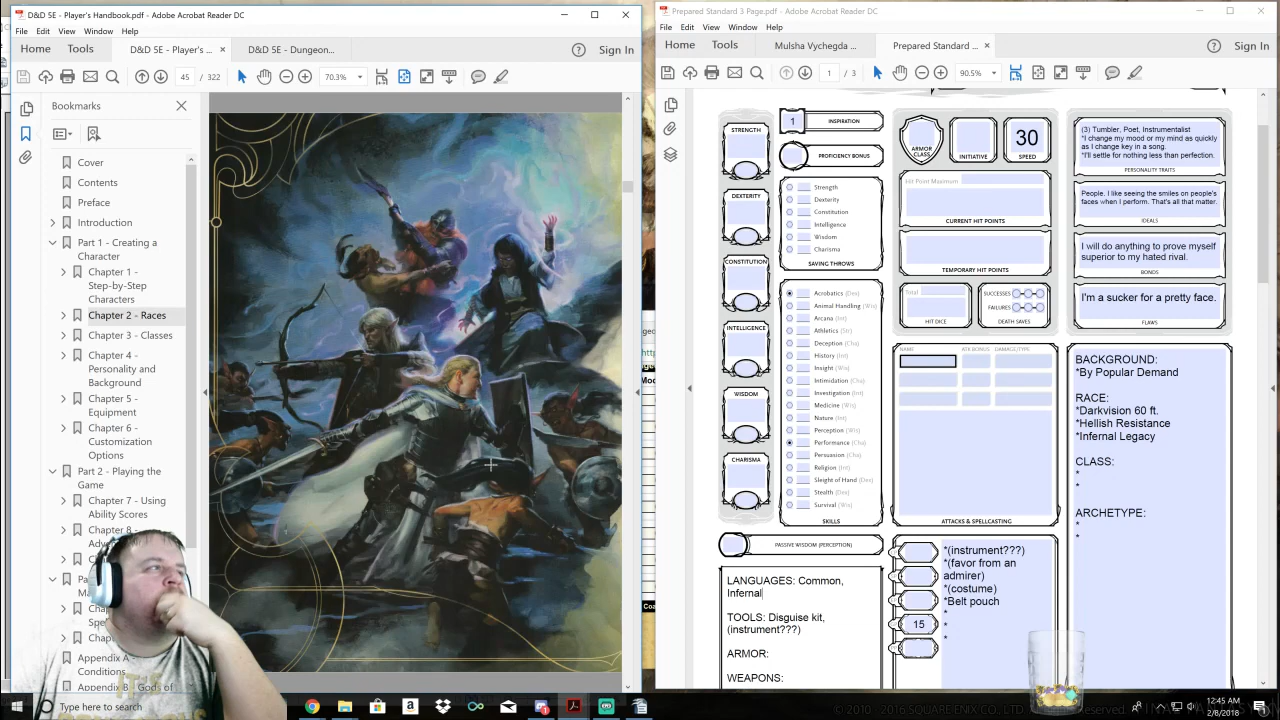 D&D 5E - Player's Handbook.pdf - Adobe Acrobat Reader DC
File Edit View Window Help
Home Tools D&D 5E - Player's ... × D&D 5E - Dungeon... Sign In
45 / 322 70.3%
Bookmarks
Cover
Contents
Preface
Introduction
Part 1 - Creating a
Character
Chapter 1 -
Step-by-Step
Characters
Chapter 2 - Races
Chapter 3 - Classes
Chapter 4 -
Personality and
Background
Chapter 5 -
Equipment
Chapter 6 -
Customization
Options
Part 2 - Playing the
Game
Chapter 7 - Using
Ability Scores
Chapter 8 -
Appendix A -
Conditions
Appendix B - Gods of
Prepared Standard 3 Page.pdf - Adobe Acrobat Reader DC
File Edit View Window Help
Home Tools Mulsha Vychegda ... Prepared Standard ... × Sign In
1 / 3 90.5%
STRENGTH
DEXTERITY
CONSTITUTION
INTELLIGENCE
WISDOM
CHARISMA
1 INSPIRATION
PROFICIENCY BONUS
Strength
Dexterity
Constitution
Intelligence
Wisdom
Charisma
SAVING THROWS
Acrobatics (Dex)
Animal Handling (Wis)
Arcana (Int)
Athletics (Str)
Deception (Cha)
History (Int)
Insight (Wis)
Intimidation (Cha)
Investigation (Int)
Medicine (Wis)
Nature (Int)
Perception (Wis)
Performance (Cha)
Persuasion (Cha)
Religion (Int)
Sleight of Hand (Dex)
Stealth (Dex)
Survival (Wis)
SKILLS
PASSIVE WISDOM (PERCEPTION)
LANGUAGES: Common,
Infernal
TOOLS: Disguise kit,
(instrument???)
ARMOR:
WEAPONS:
ARMOR
CLASS
INITIATIVE
30
SPEED
Hit Point Maximum
CURRENT HIT POINTS
TEMPORARY HIT POINTS
Total
HIT DICE
SUCCESSES
FAILURES
DEATH SAVES
NAME ATK BONUS DAMAGE/TYPE
ATTACKS & SPELLCASTING
*(instrument???)
*(favor from an
admirer)
*(costume)
*Belt pouch
*
*
*
15
(3) Tumbler, Poet, Instrumentalist
*I change my mood or my mind as quickly
as I change key in a song.
*I'll settle for nothing less than perfection.
PERSONALITY TRAITS
People. I like seeing the smiles on people's
faces when I perform. That's all that matter.
IDEALS
I will do anything to prove myself
superior to my hated rival.
BONDS
I'm a sucker for a pretty face.
FLAWS
BACKGROUND:
*By Popular Demand
RACE:
*Darkvision 60 ft.
*Hellish Resistance
*Infernal Legacy
CLASS:
*
*
ARCHETYPE:
*
*
Type here to search
12:45 AM
2/8/2018